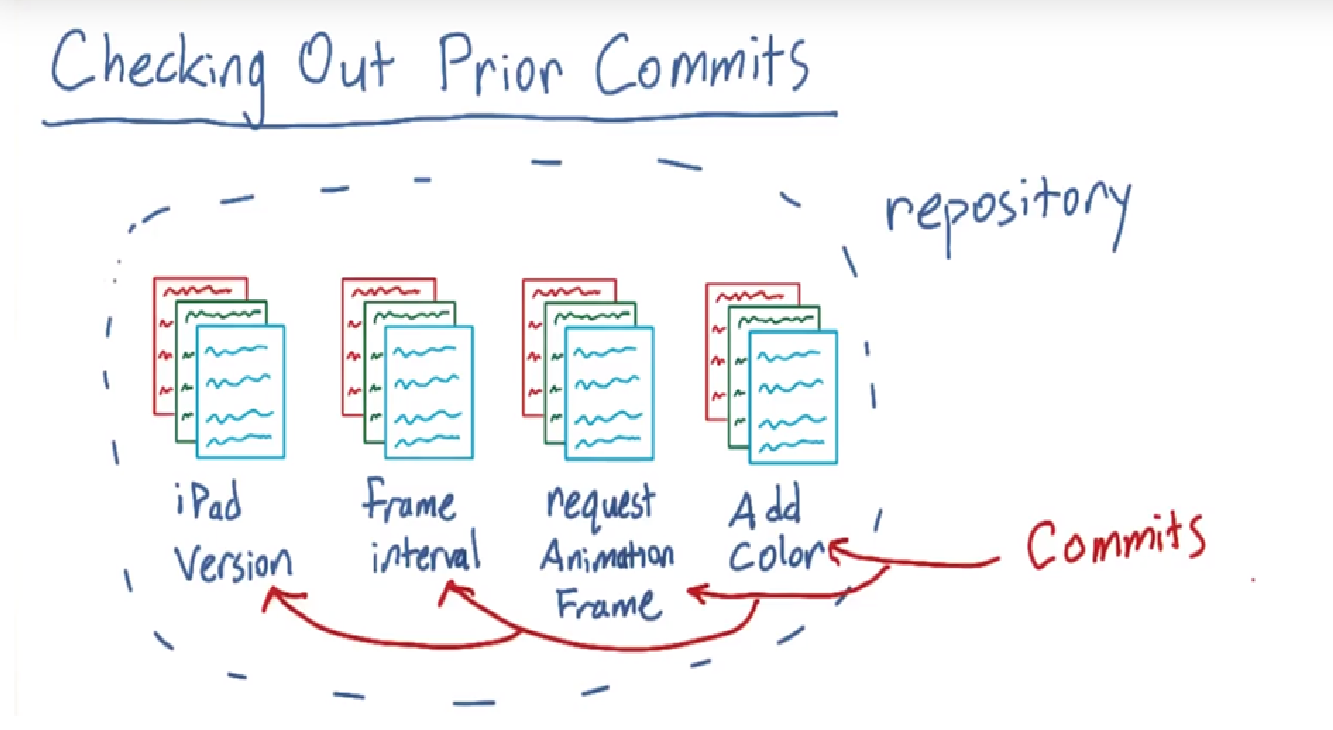 Checking Out Prior Commits
repository
iPad
Version
frame
interval
request
Animation
Frame
Add
Color
Commits